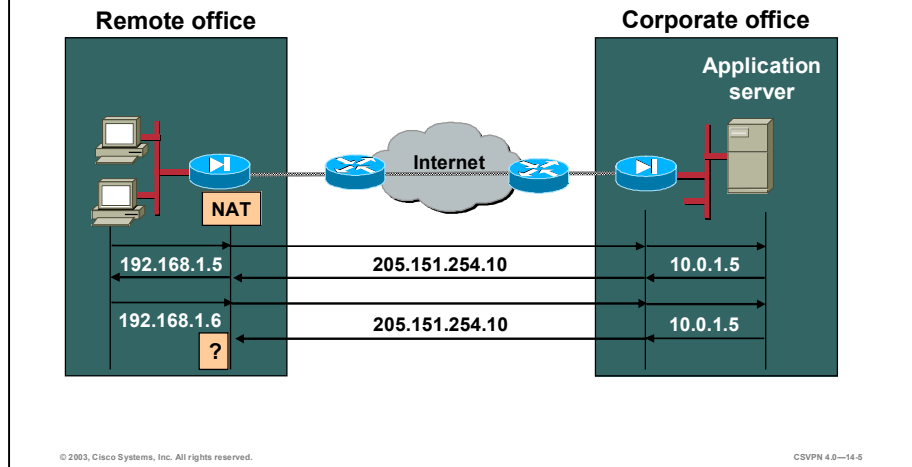 Remote office
Corporate office
Application
server
Internet
NAT
192.168.1.5
205.151.254.10
10.0.1.5
192.168.1.6
205.151.254.10
10.0.1.5
?
© 2003, Cisco Systems, Inc. All rights reserved.
CSVPN 4.0—14-5